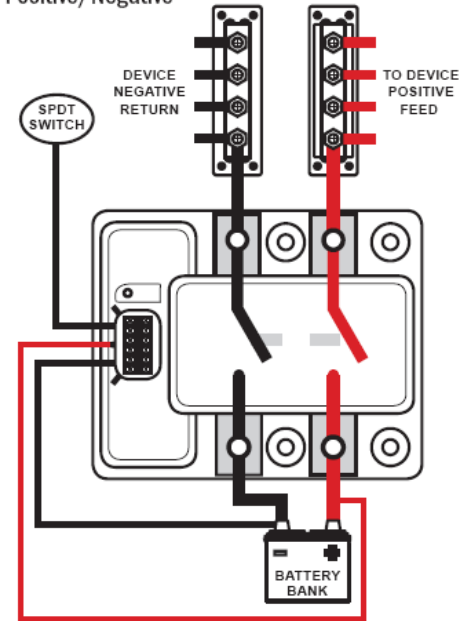 Positive/ Negative
DEVICE
NEGATIVE
RETURN
TO DEVICE
POSITIVE
FEED
SPDT
SWITCH
BATTERY
BANK